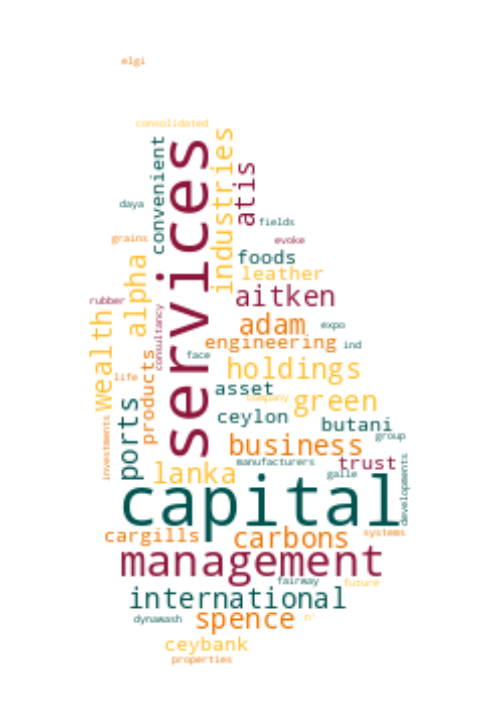 elgi
consolidated
services
industries
convenient
atis
daya
fields
grains
evoke
foods
leather
alpha
aitken
rubber
consultancy
wealth
adam
expo
engineering
ind
products
face
holdings
life
asset
company
green
ports
ceylon
butani
investments
business
group
manufacturers
trust
lanka
galle
developments
capital
cargills
carbons
systems
management
fairway
future
international
dynawash
spence
n'
ceybank
properties